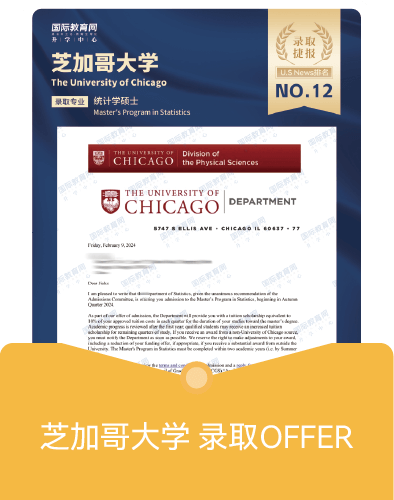 国际教育网
升学中心
录取
捷报
芝加哥大学
The University of Chicago
U.S News排名
NO.12
录取专业 统计学硕士
Master's Program in Statistics
THE UNIVERSITY OF
CHICAGO
Division of
the Physical Sciences
THE UNIVERSITY OF
CHICAGO
DEPARTMENT
5747 S ELLIS AVE • CHICAGO IL 60637 • 77
Friday, February 9, 2024
I am pleased to write that the Department of Statistics, given the unanimous recommendation of the
Admissions Committee, is offering you admission to the Master's Program in Statistics, beginning in Autumn
Quarter 2024.
As part of our offer of admission, the Department will provide you with a tuition scholarship equivalent to
10% of your approved tuition costs in each quarter for the duration of your studies toward the master's degree.
Academic progress is reviewed after the first year; qualified students may receive an increased tuition
scholarship for remaining quarters of study. If you receive an award from a non-University of Chicago source,
you must notify the Department as soon as possible. We reserve the right to make adjustments to your award,
including a reduction of your funding offer, if appropriate, if you receive a substantial award from outside the
University. The Master's Program in Statistics must be completed within two academic years (i.e. by Summer
芝加哥大学 录取OFFER